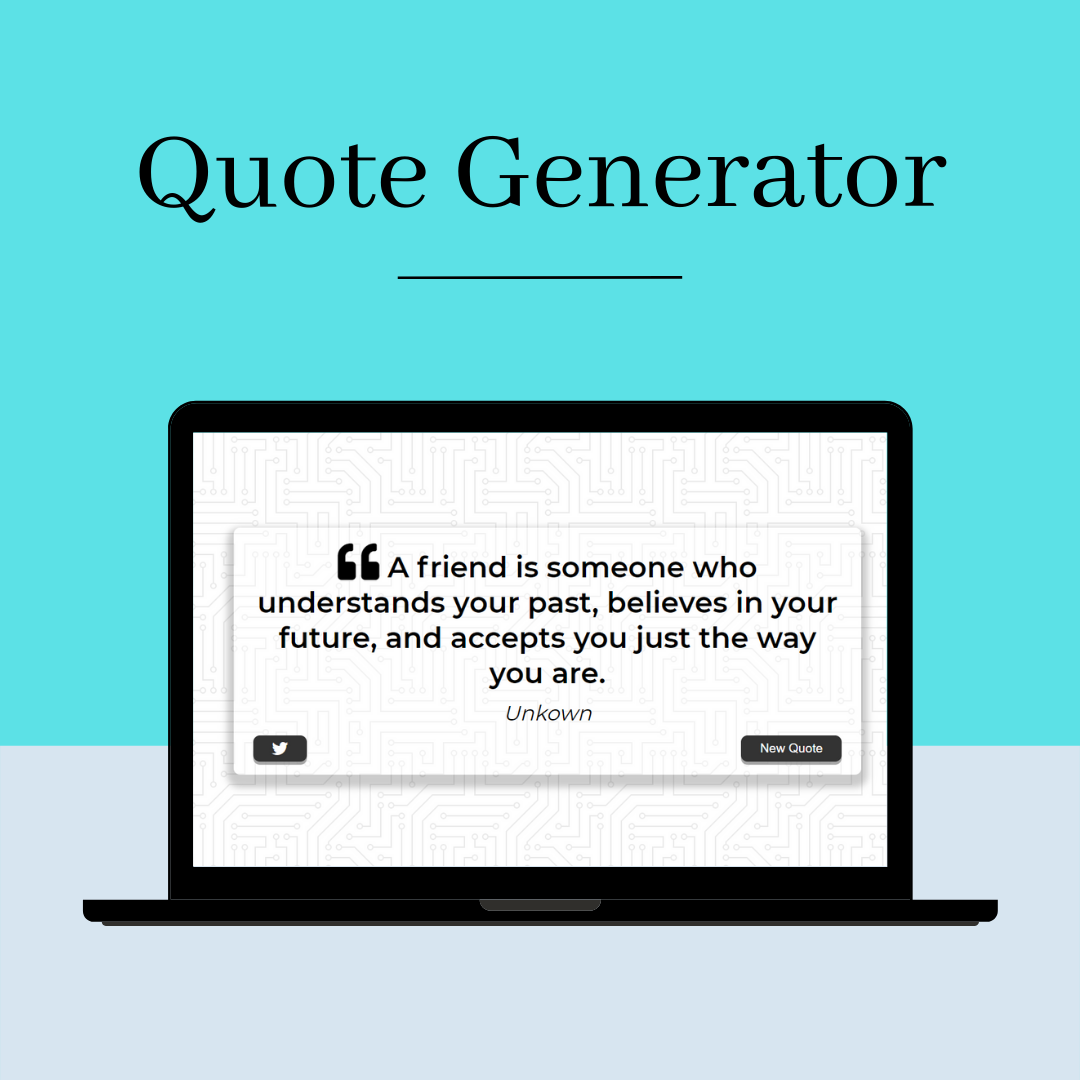 Quote Generator
A friend is someone who
understands your past, believes in your
future, and accepts you just the way
you are.
Unkown
New Quote